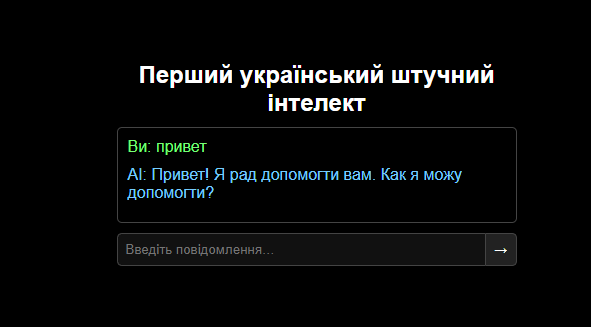 Перший український штучний
інтелект
Ви: привет
AI: Привет! Я рад допомогти вам. Как я можу
допомогти?
Введіть повідомлення...
→